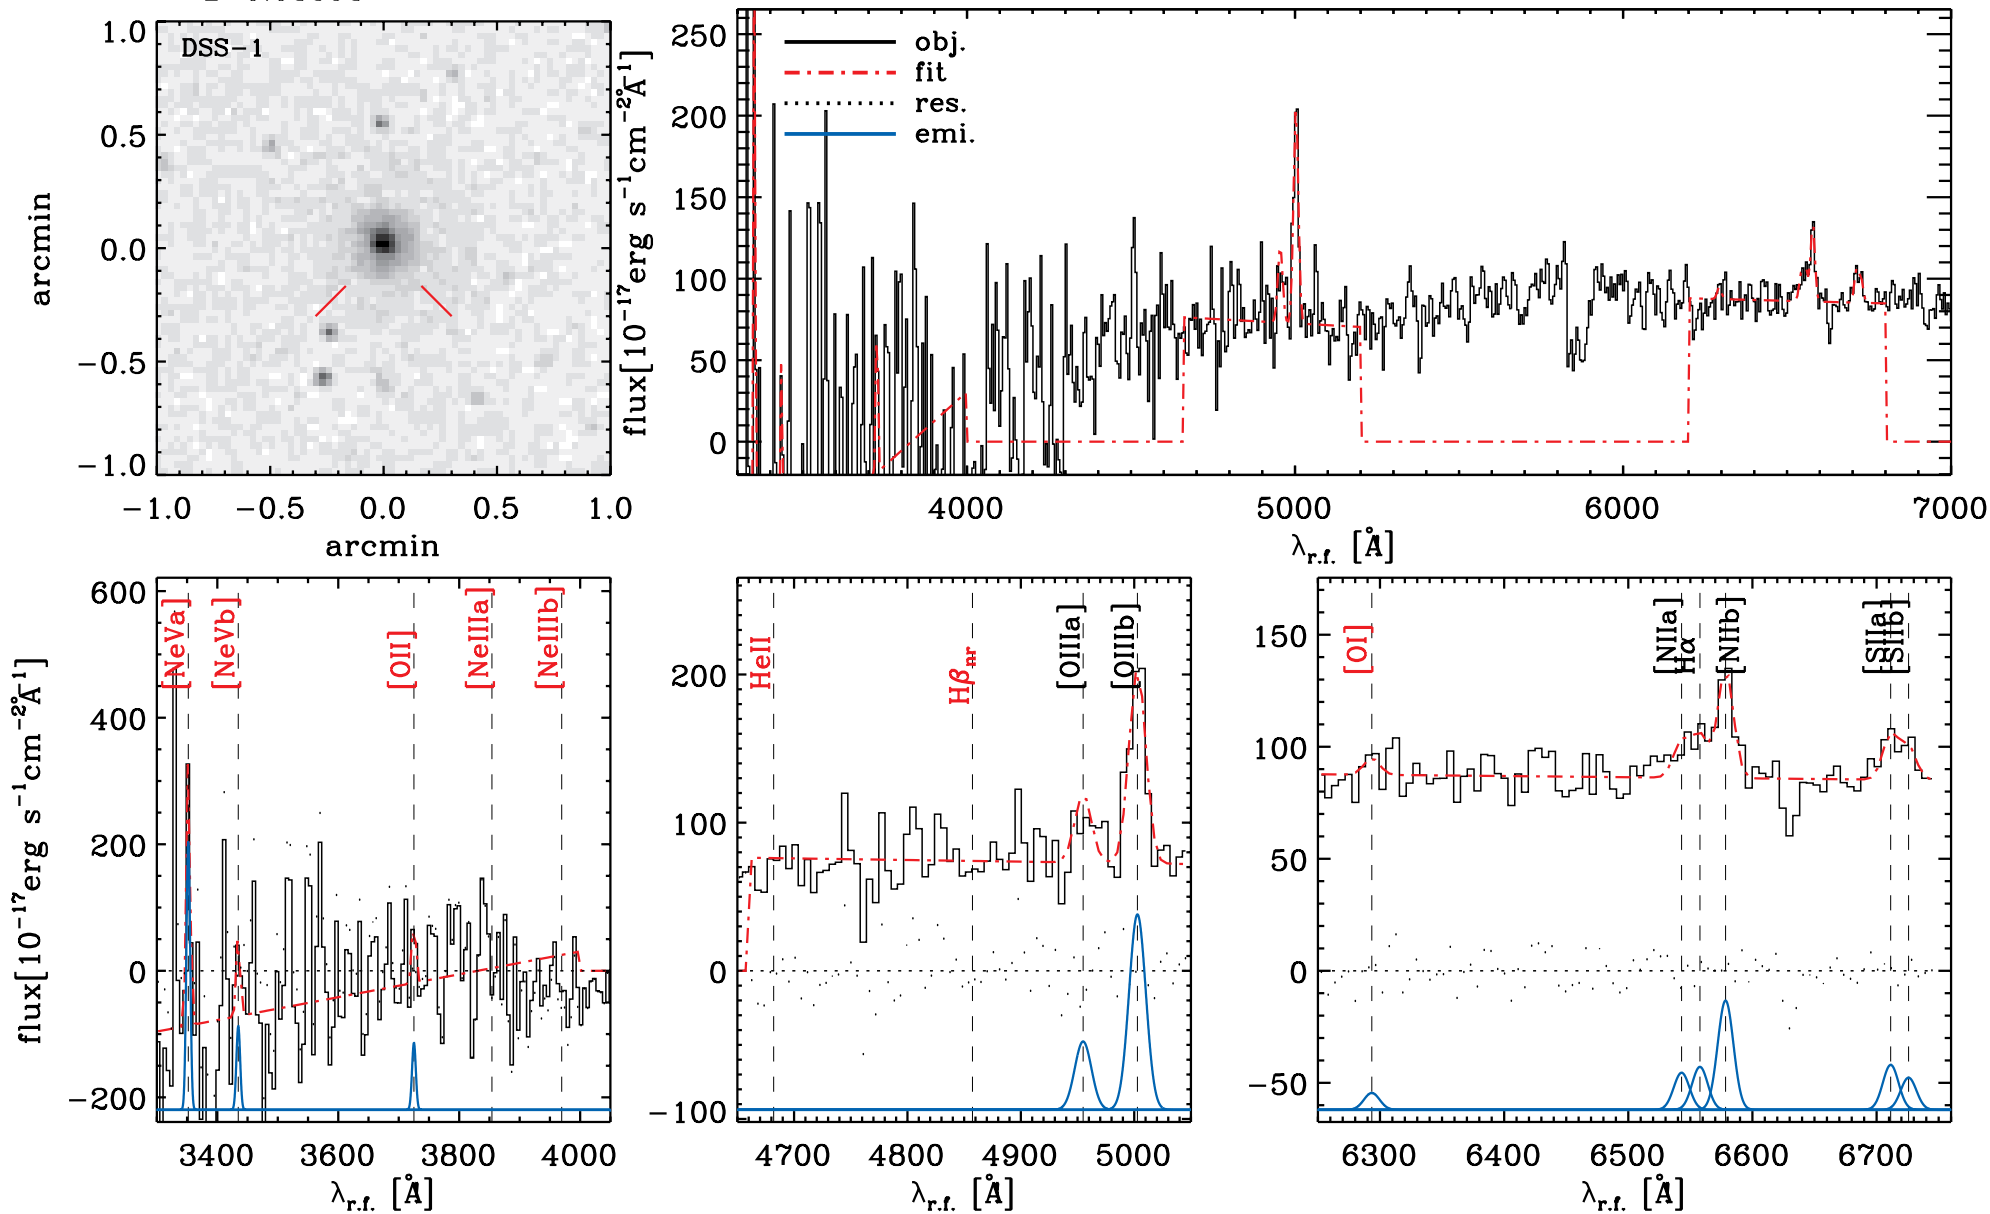 DSS-1
1.0
0.5
0.0
−0.5
−1.0
arcmin
−1.0 −0.5 0.0 0.5 1.0
arcmin
obj.
fit
res.
emi.
250
200
150
100
50
0
flux[10⁻¹⁷erg s⁻¹cm⁻²Å⁻¹]
4000 5000 6000 7000
λr.f. [Å]
[NeVa]
[NeVb]
[OII]
[NeIIIa]
[NeIIIb]
600
400
200
0
−200
flux[10⁻¹⁷erg s⁻¹cm⁻²Å⁻¹]
3400 3600 3800 4000
λr.f. [Å]
HeII
Hβnr
[OIIIa]
[OIIIb]
200
100
0
−100
4700 4800 4900 5000
λr.f. [Å]
[OI]
[NIIa]
Hα
[NIIb]
[SIIa]
[SIIb]
150
100
50
0
−50
6300 6400 6500 6600 6700
λr.f. [Å]